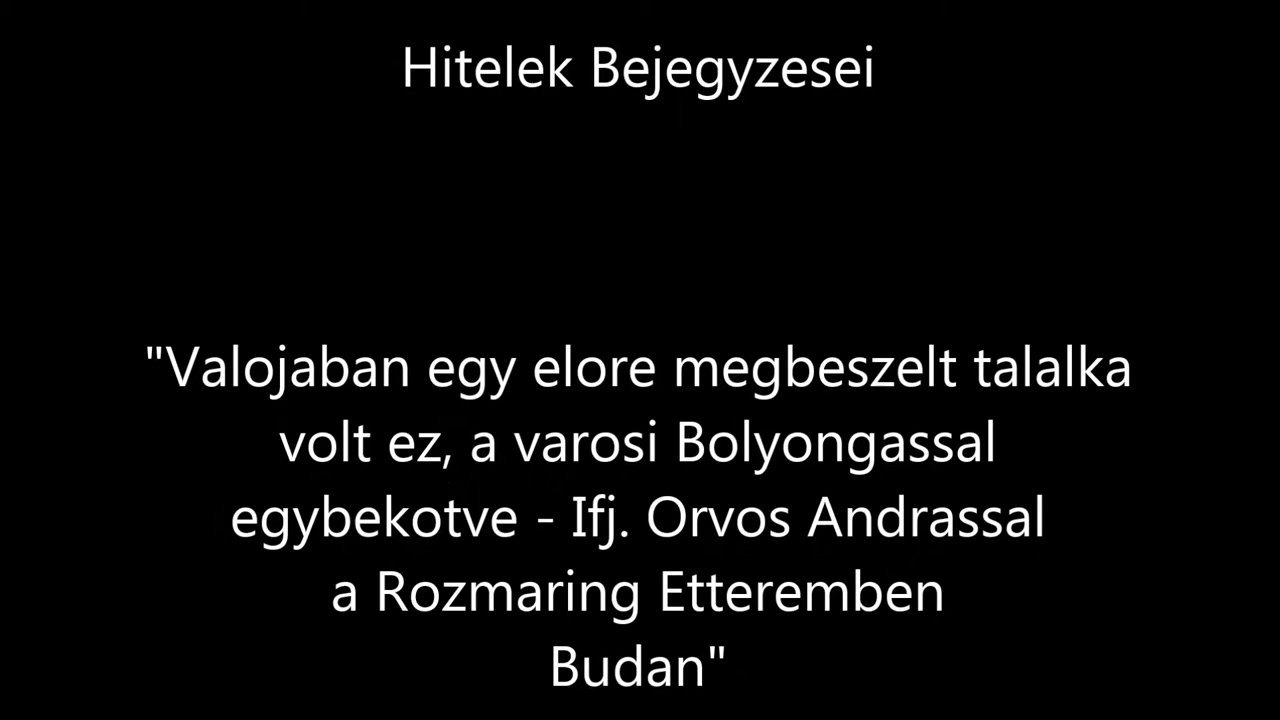 Hitelek Bejegyzesei
"Valojaban egy elore megbeszelt talalka
volt ez, a varosi Bolyongassal
egybekotve - Ifj. Orvos Andrassal
a Rozmaring Etteremben
Budan"